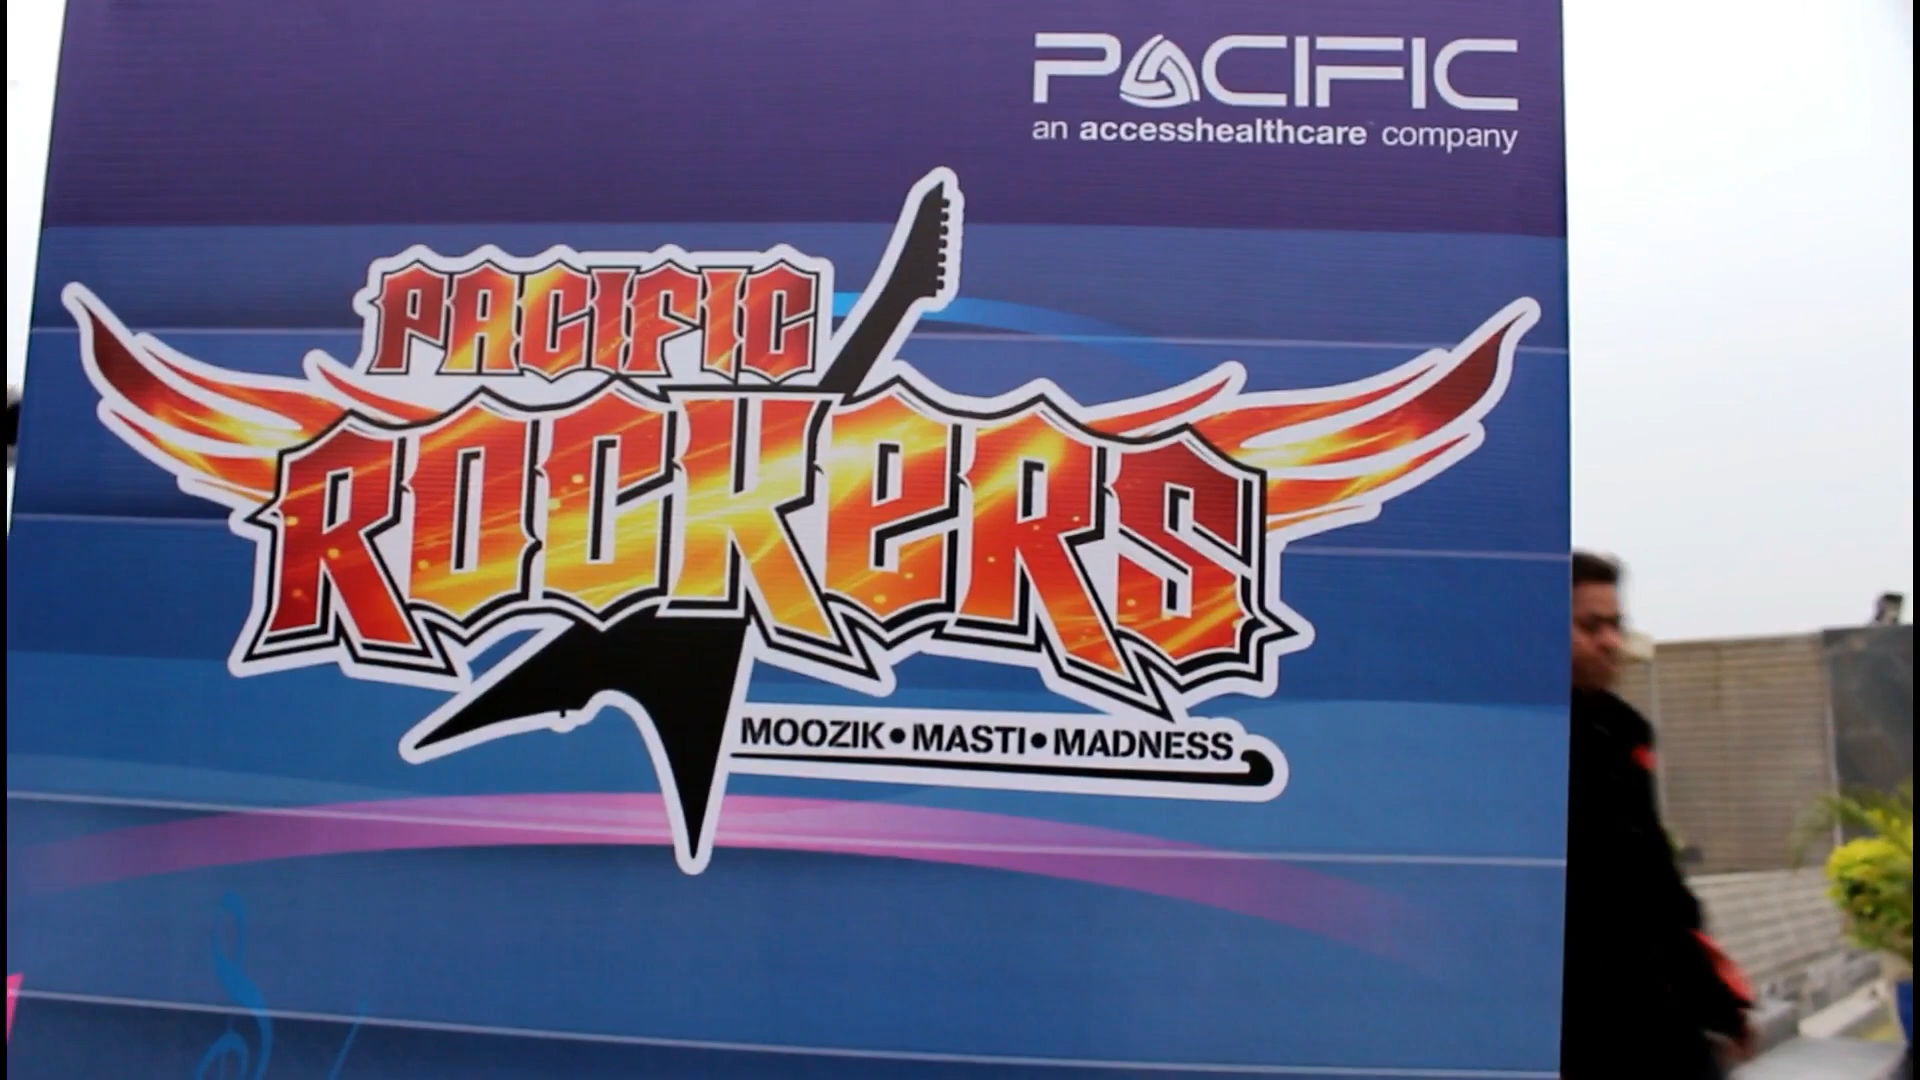 PACIFIC
an accesshealthcare company
PACIFIC
ROCKERS
MOOZIK•MASTI•MADNESS